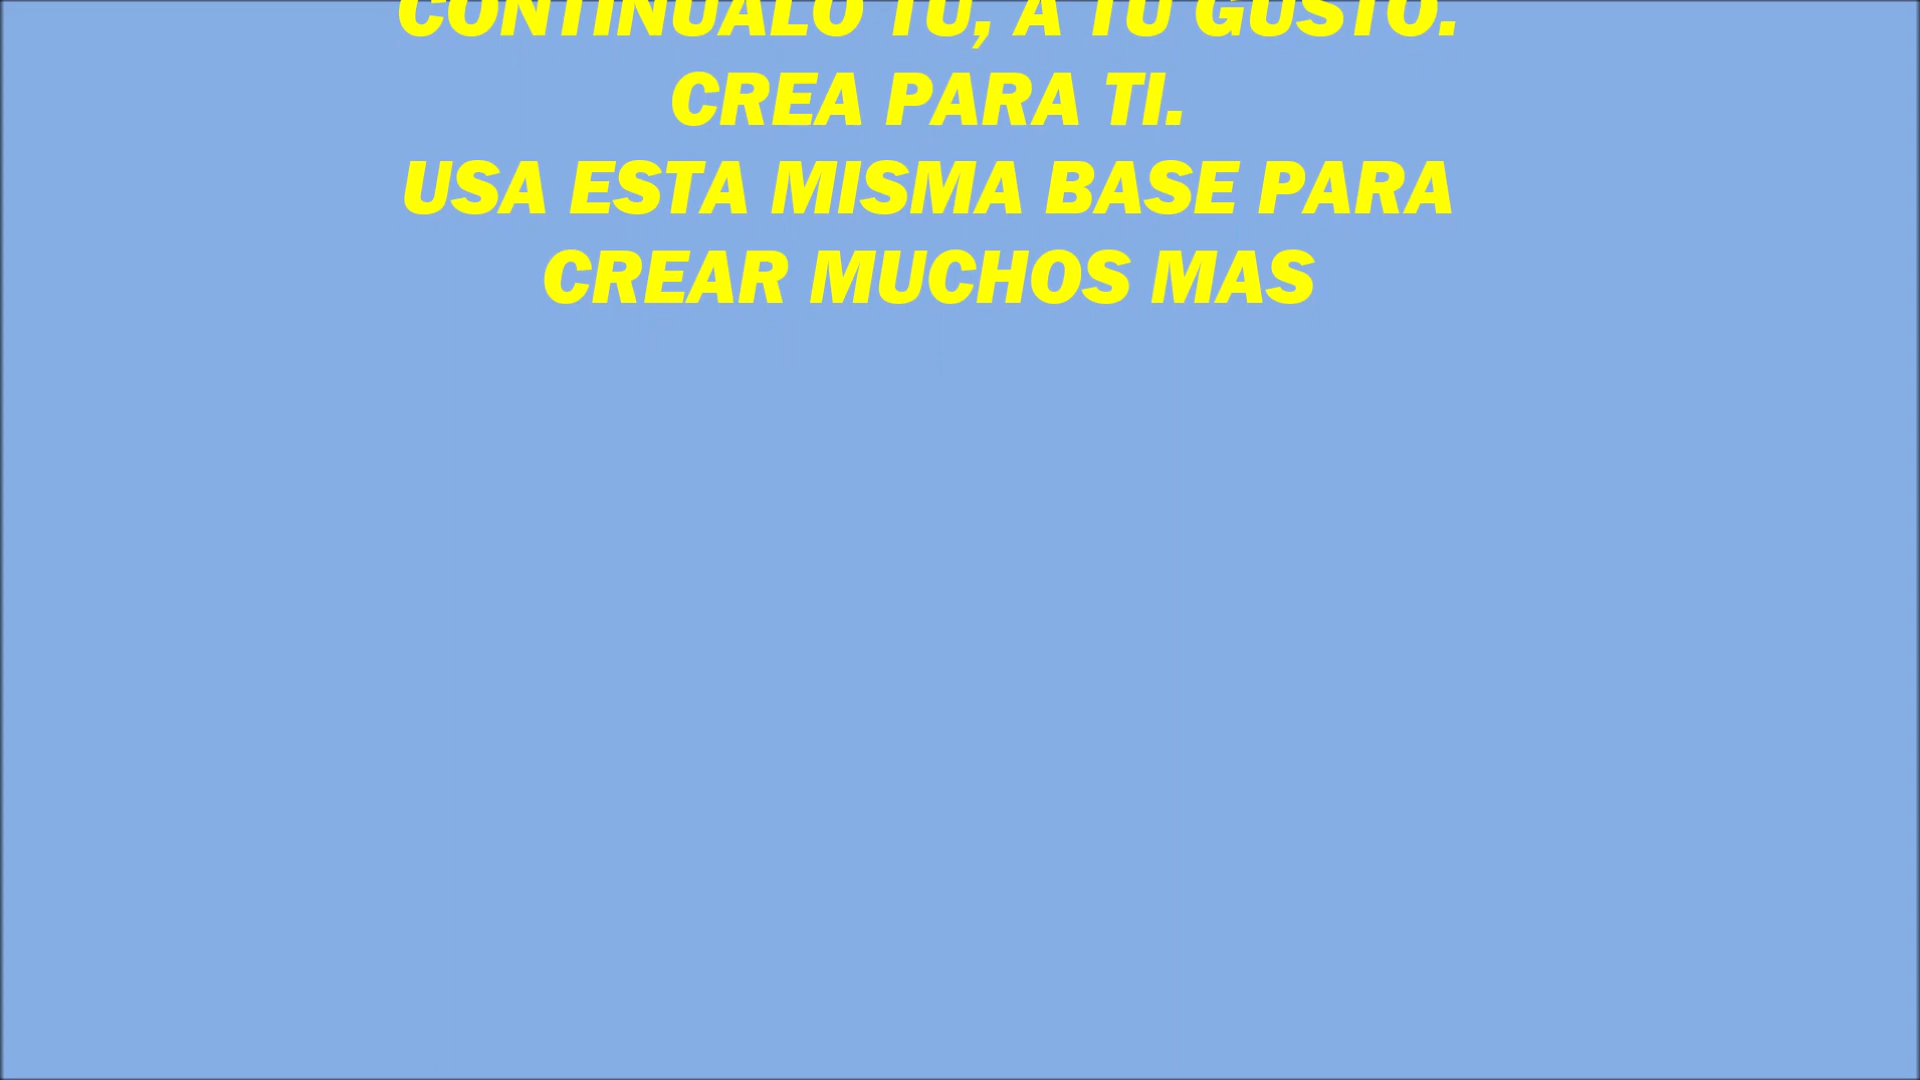 CONTINUALO TU, A TU GUSTO.
CREA PARA TI.
USA ESTA MISMA BASE PARA
CREAR MUCHOS MAS